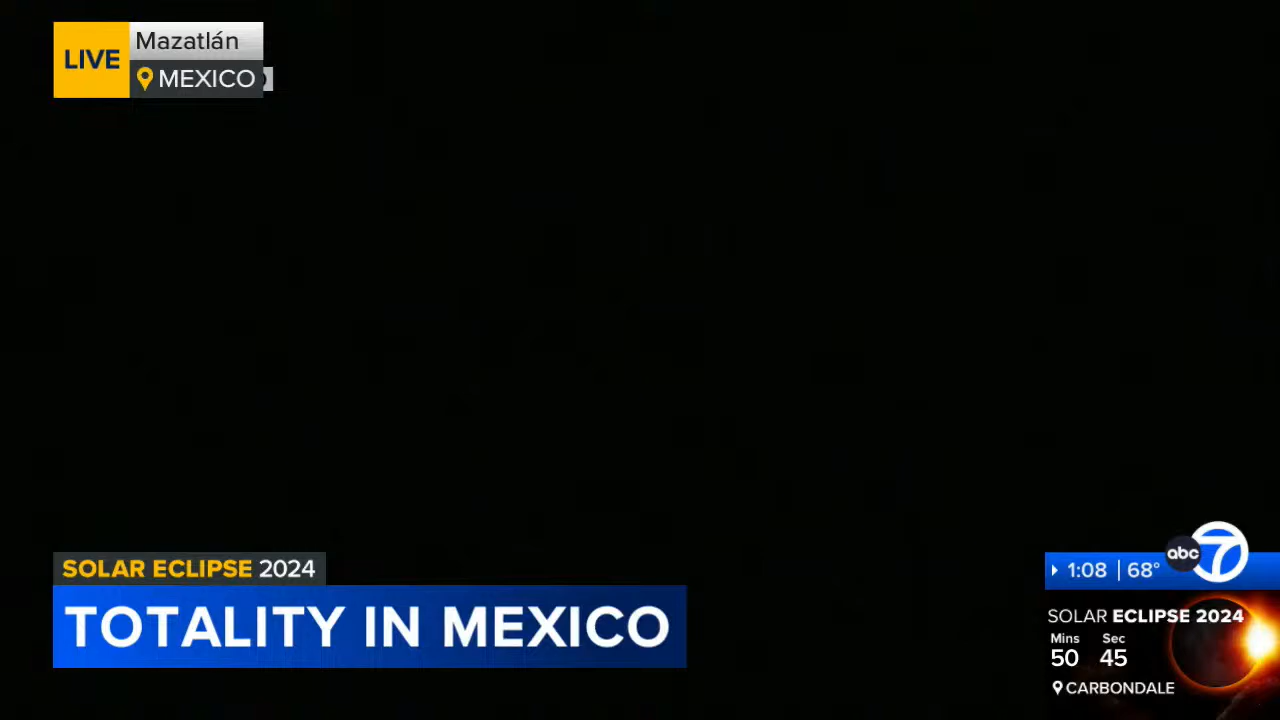 LIVE
Mazatlán
MEXICO
SOLAR ECLIPSE 2024
TOTALITY IN MEXICO
abc 7
1:08 | 68°
SOLAR ECLIPSE 2024
Mins Sec
50 45
CARBONDALE